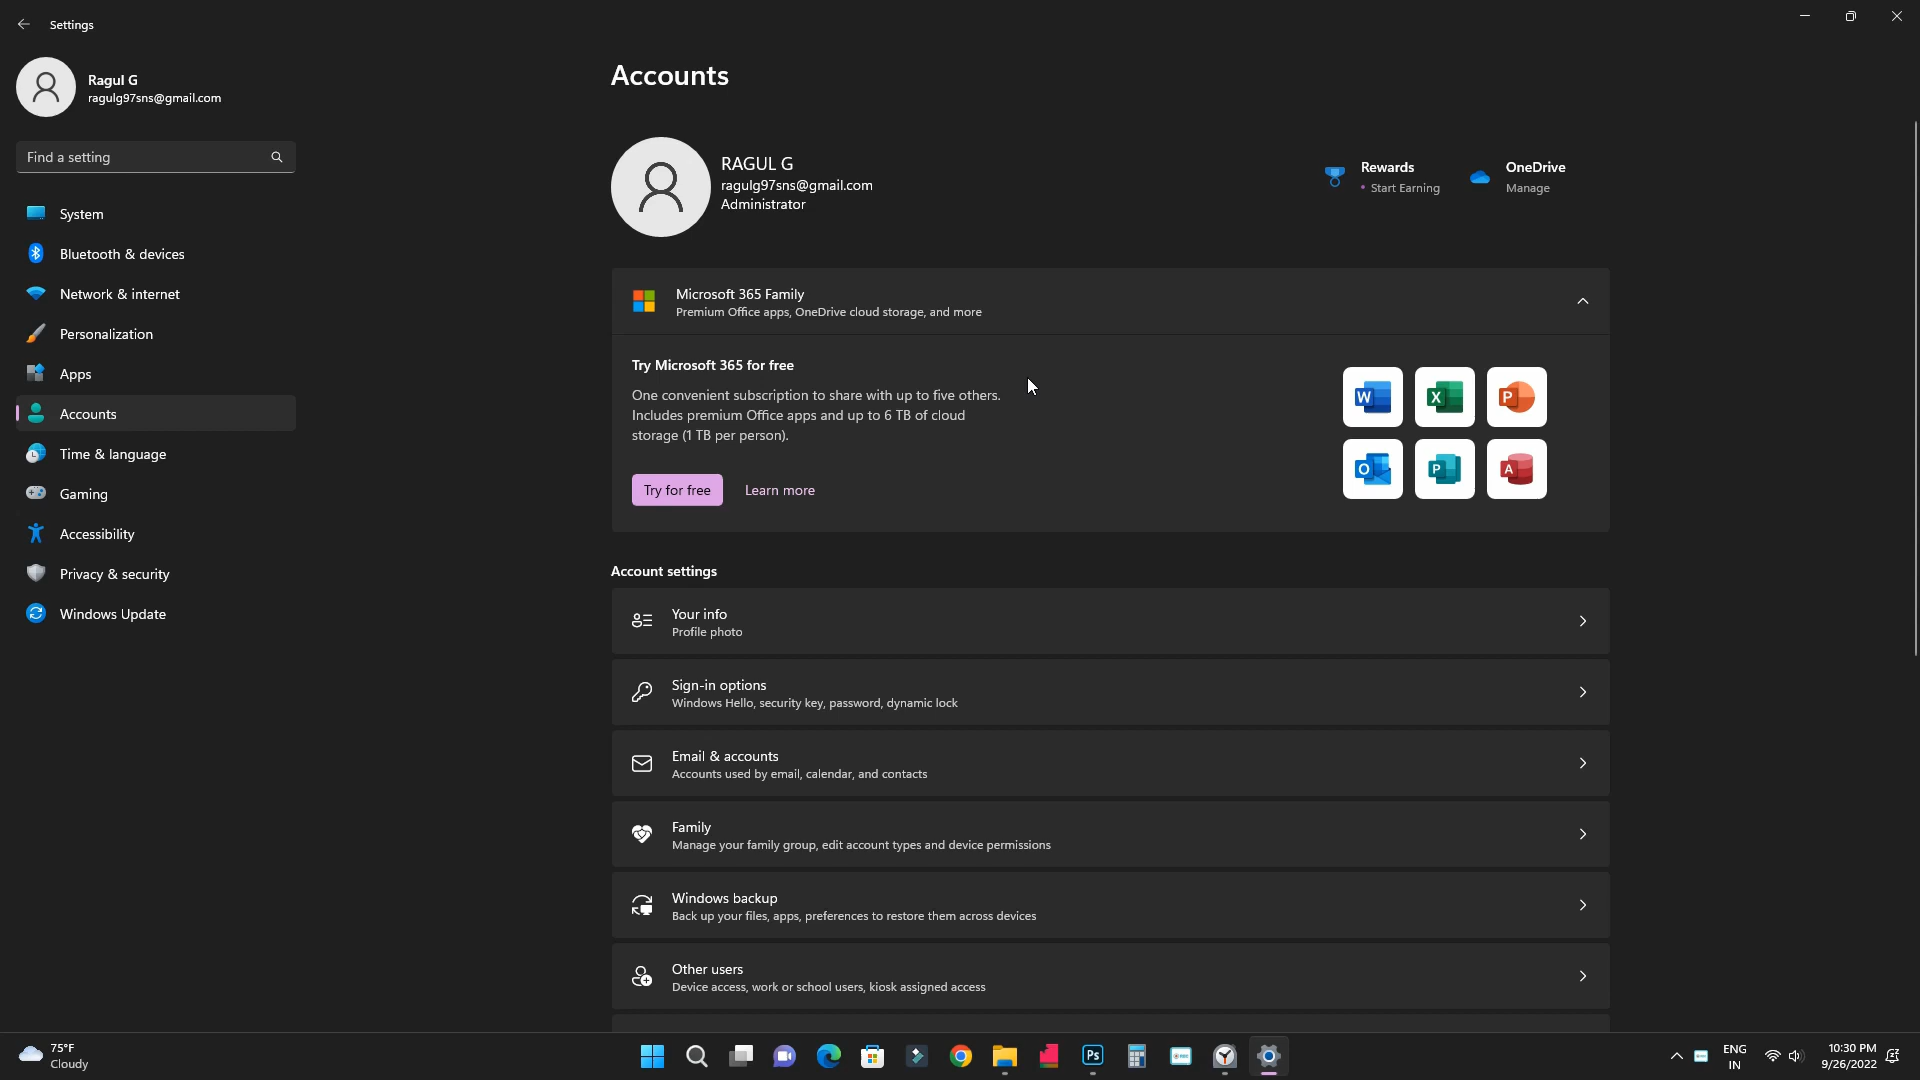 Settings
Ragul G
ragulg97sns@gmail.com
Find a setting
System
Bluetooth & devices
Network & internet
Personalization
Apps
Accounts
Time & language
Gaming
Accessibility
Privacy & security
Windows Update
Accounts
RAGUL G
ragulg97sns@gmail.com
Administrator
Rewards
• Start Earning
OneDrive
Manage
Microsoft 365 Family
Premium Office apps, OneDrive cloud storage, and more
Try Microsoft 365 for free
One convenient subscription to share with up to five others.
Includes premium Office apps and up to 6 TB of cloud
storage (1 TB per person).
Try for free
Learn more
W X P
O P A
Account settings
Your info
Profile photo
Sign-in options
Windows Hello, security key, password, dynamic lock
Email & accounts
Accounts used by email, calendar, and contacts
Family
Manage your family group, edit account types and device permissions
Windows backup
Back up your files, apps, preferences to restore them across devices
Other users
Device access, work or school users, kiosk assigned access
75°F
Cloudy
Ps
ENG
IN
10:30 PM
9/26/2022